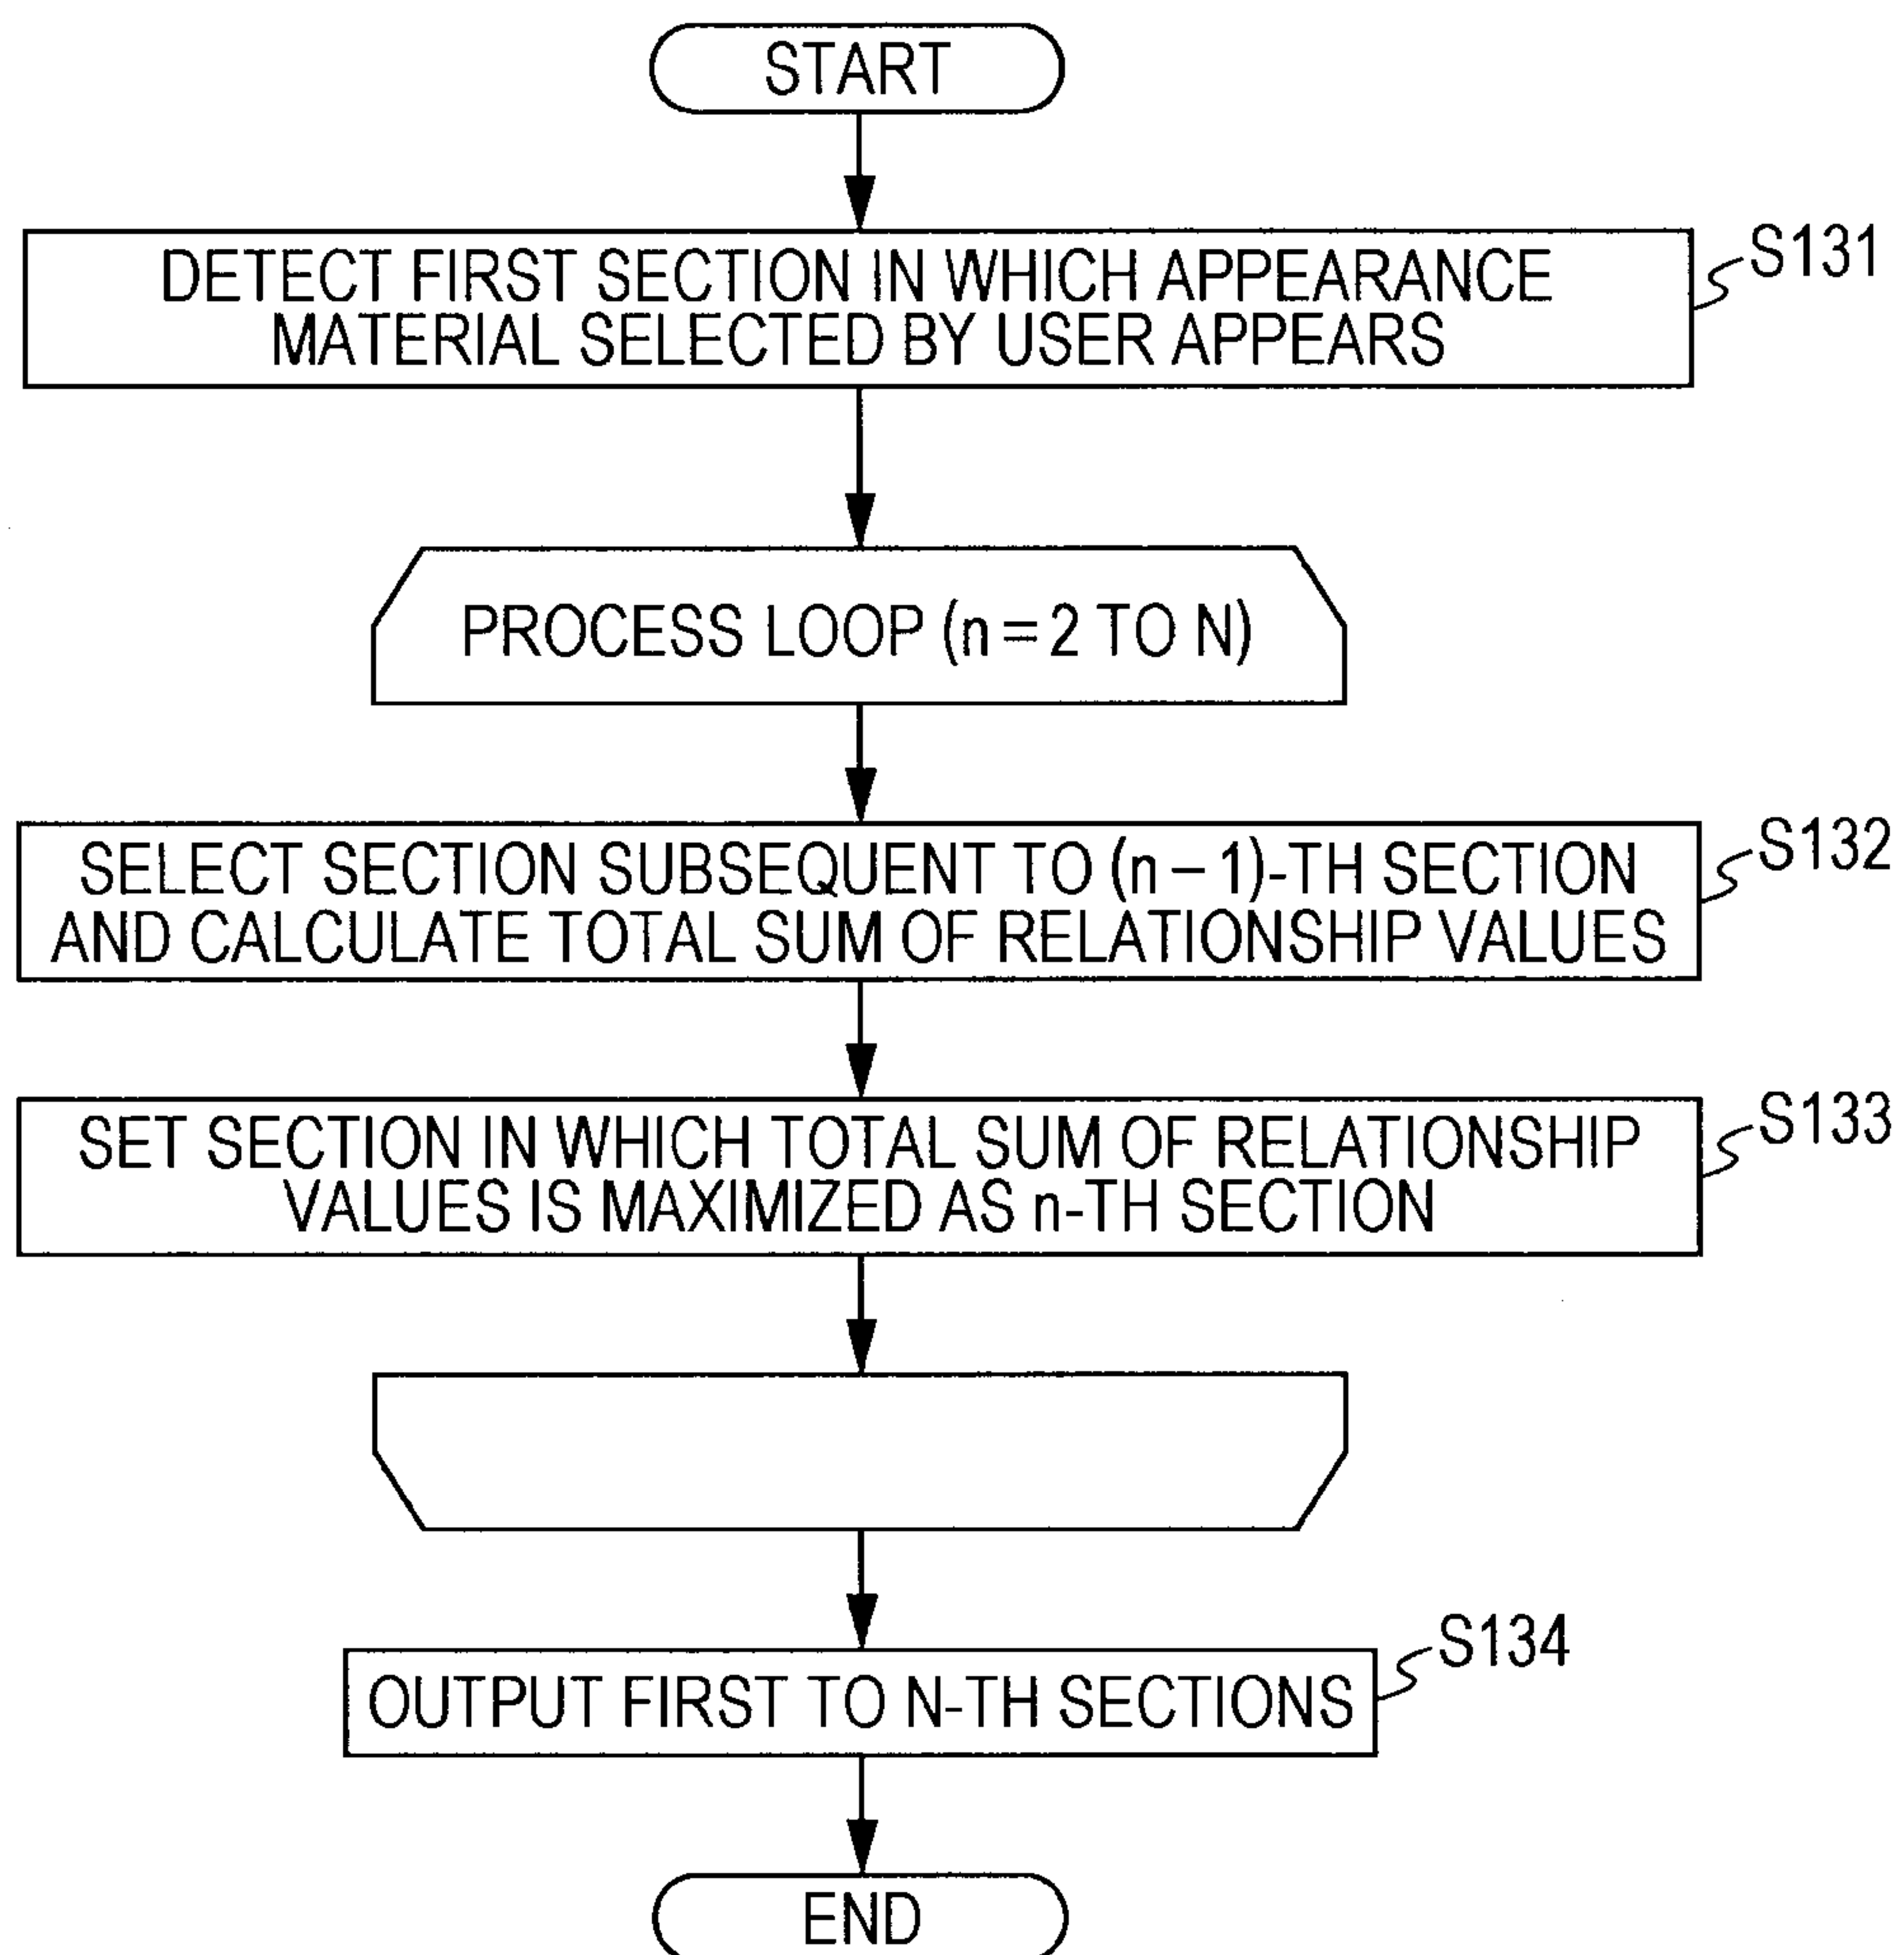 START
DETECT FIRST SECTION IN WHICH APPEARANCE
MATERIAL SELECTED BY USER APPEARS
S131
PROCESS LOOP (n = 2 TO N)
SELECT SECTION SUBSEQUENT TO (n – 1)-TH SECTION
AND CALCULATE TOTAL SUM OF RELATIONSHIP VALUES
S132
SET SECTION IN WHICH TOTAL SUM OF RELATIONSHIP
VALUES IS MAXIMIZED AS n-TH SECTION
S133
OUTPUT FIRST TO N-TH SECTIONS
S134
END